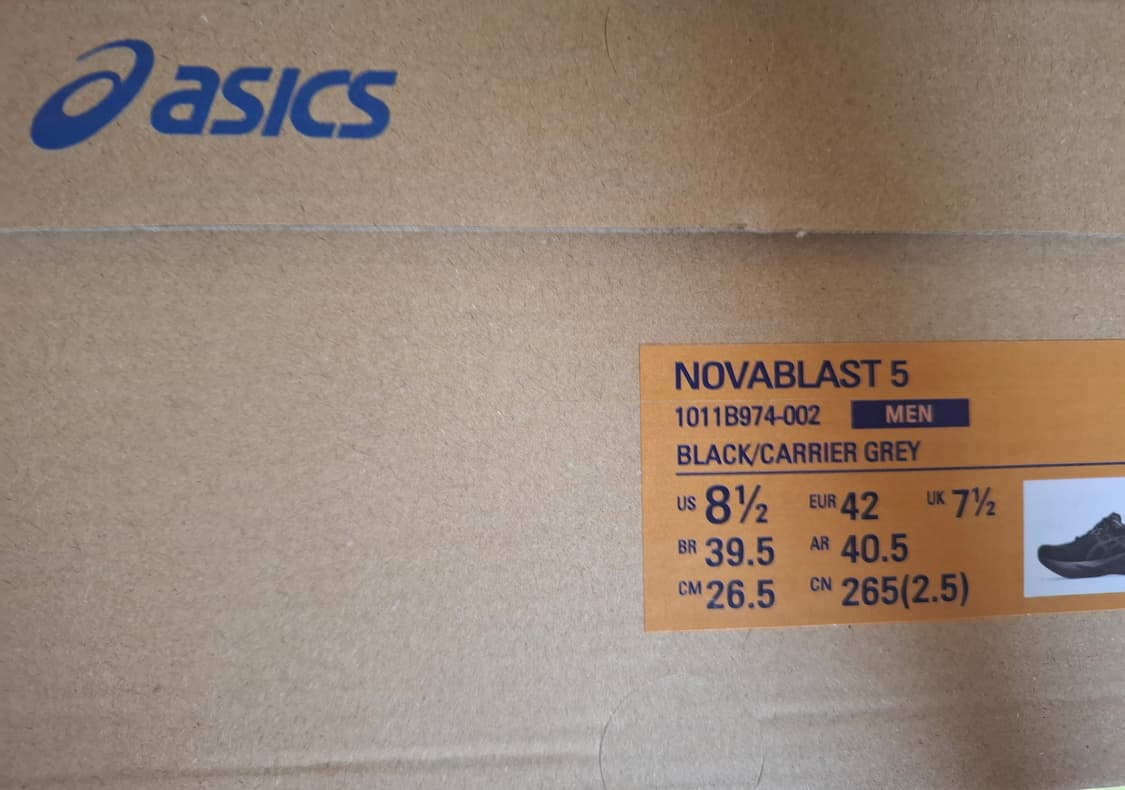 asics
NOVABLAST 5
1011B974-002 MEN
BLACK/CARRIER GREY
US 8½ EUR 42 UK 7½
BR 39.5 AR 40.5
CM 26.5 CN 265(2.5)